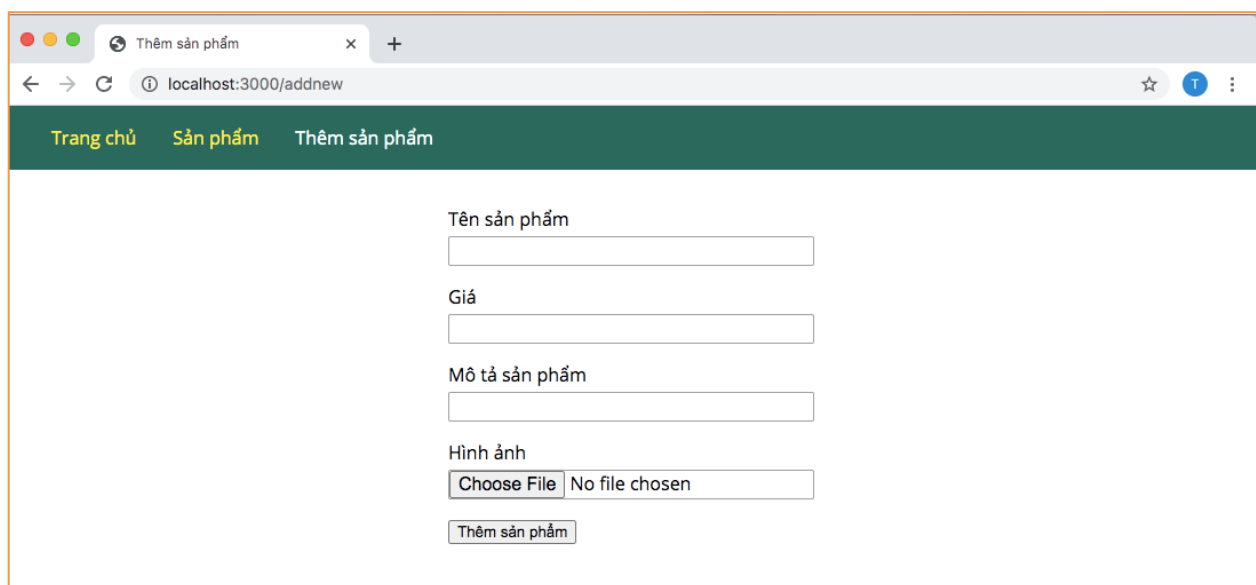 Thêm sản phẩm
localhost:3000/addnew
T
Trang chủ Sản phẩm Thêm sản phẩm
Tên sản phẩm
Giá
Mô tả sản phẩm
Hình ảnh
Choose File No file chosen
Thêm sản phẩm